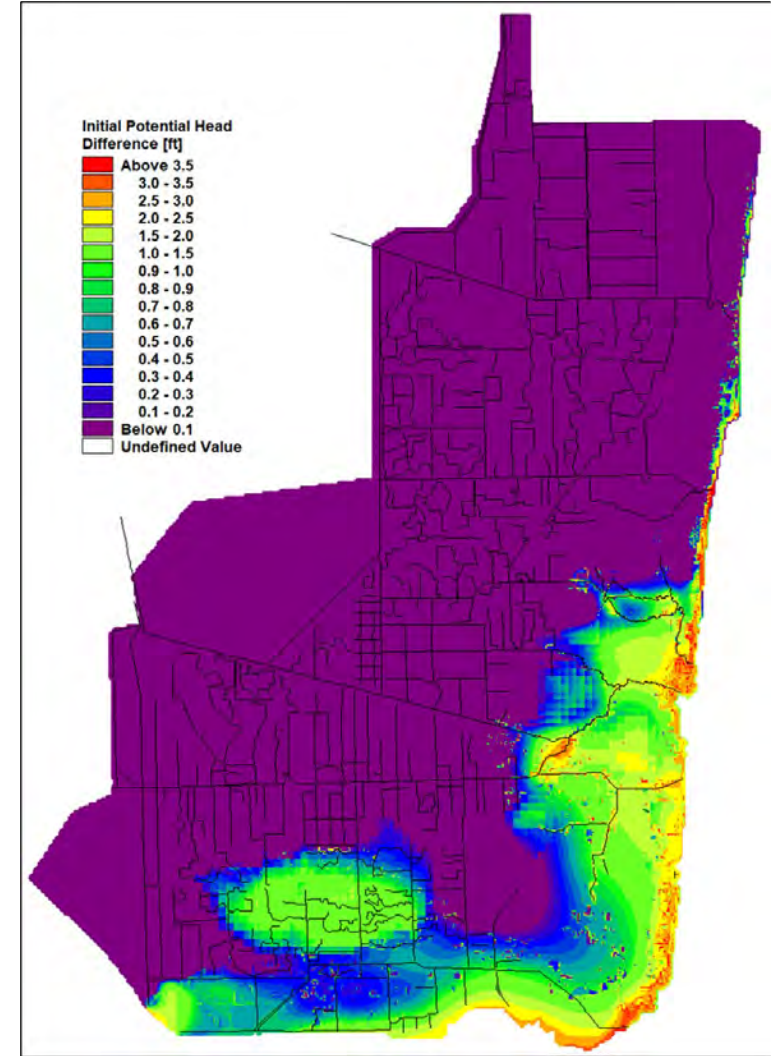 Initial Potential Head
Difference [ft]
Above 3.5
3.0 - 3.5
2.5 - 3.0
2.0 - 2.5
1.5 - 2.0
1.0 - 1.5
0.9 - 1.0
0.8 - 0.9
0.7 - 0.8
0.6 - 0.7
0.5 - 0.6
0.4 - 0.5
0.3 - 0.4
0.2 - 0.3
0.1 - 0.2
Below 0.1
Undefined Value